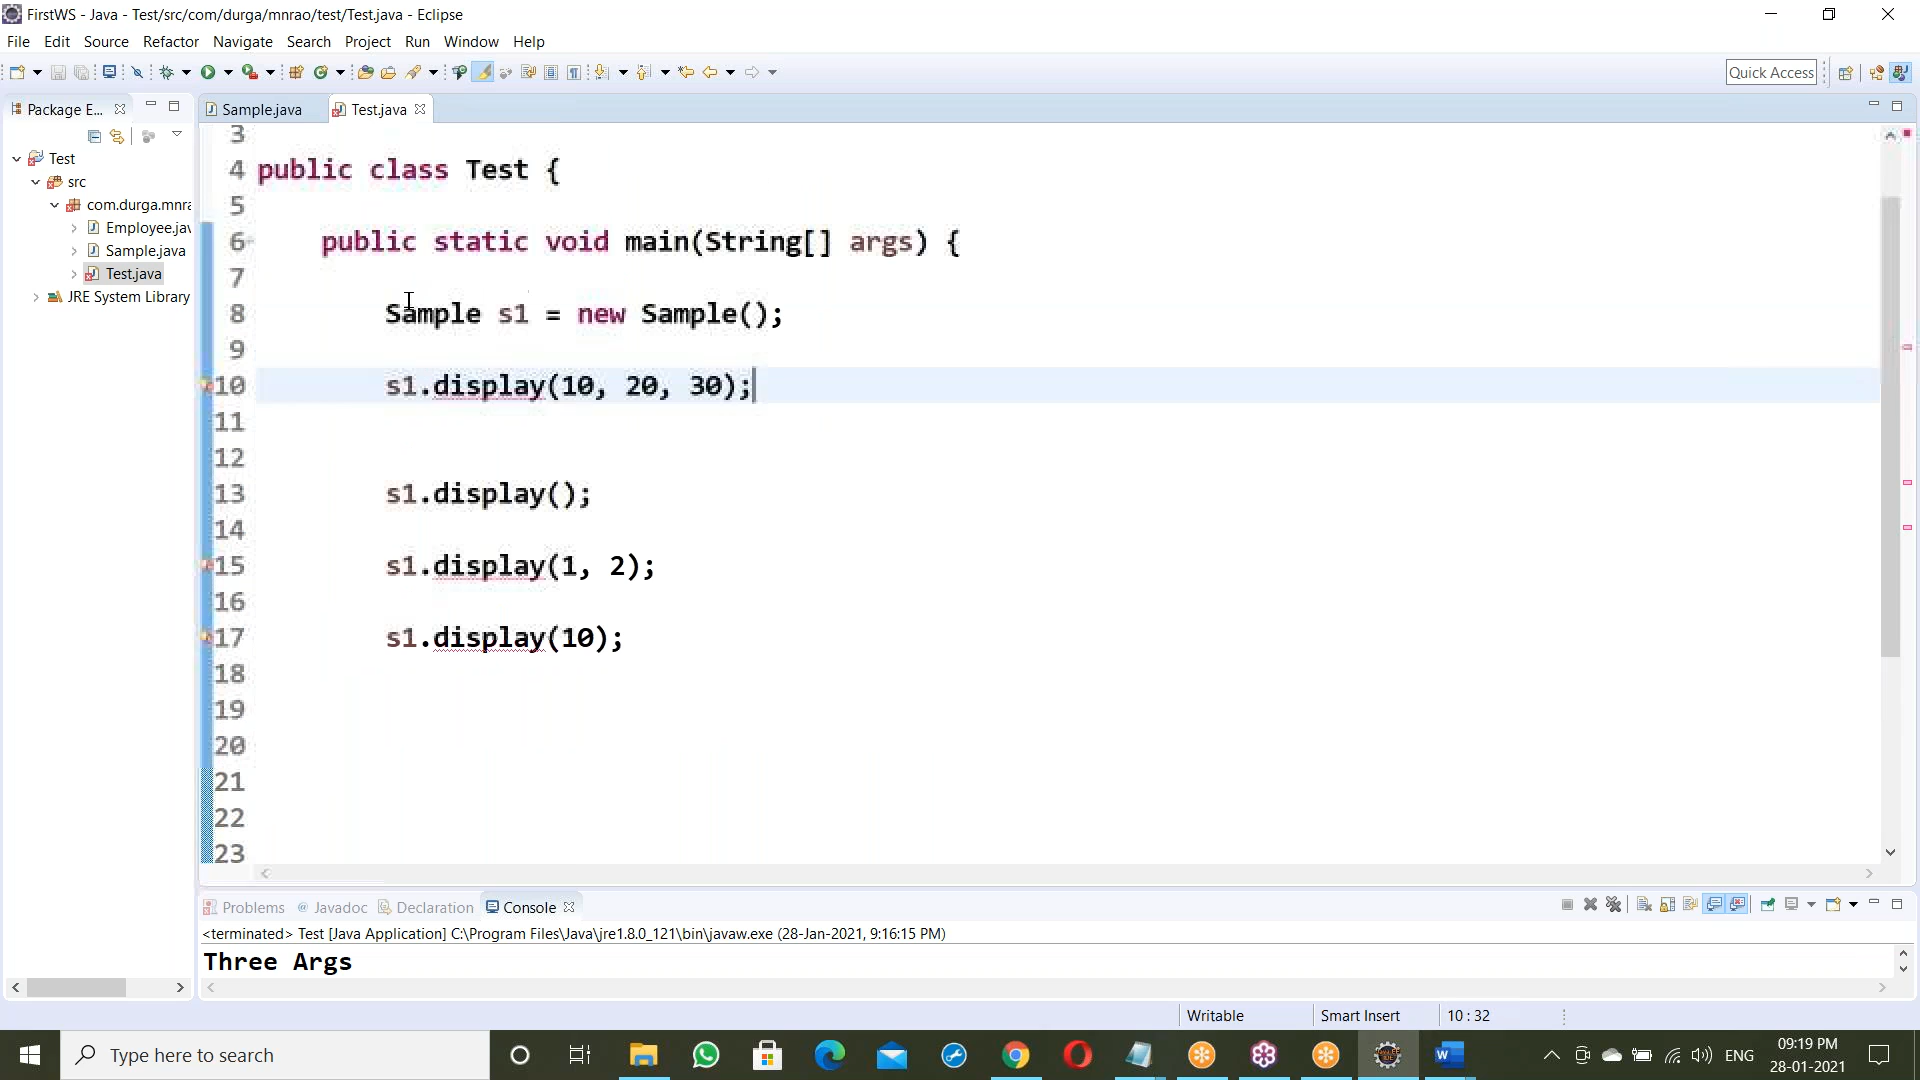 FirstWS - Java - Test/src/com/durga/mnrao/test/Test.java - Eclipse
File Edit Source Refactor Navigate Search Project Run Window Help
Quick Access
Package E...
Sample.java
Test.java
Test
src
com.durga.mnra
Employee.jav
Sample.java
Test.java
JRE System Library
3
4 public class Test {
5
6 public static void main(String[] args) {
7
8 Sample s1 = new Sample();
9
10 s1.display(10, 20, 30);
11
12
13 s1.display();
14
15 s1.display(1, 2);
16
17 s1.display(10);
18
19
20
21
22
23
Problems @ Javadoc Declaration Console
<terminated> Test [Java Application] C:\Program Files\Java\jre1.8.0_121\bin\javaw.exe (28-Jan-2021, 9:16:15 PM)
Three Args
Writable Smart Insert 10 : 32
Type here to search
ENG
09:19 PM
28-01-2021